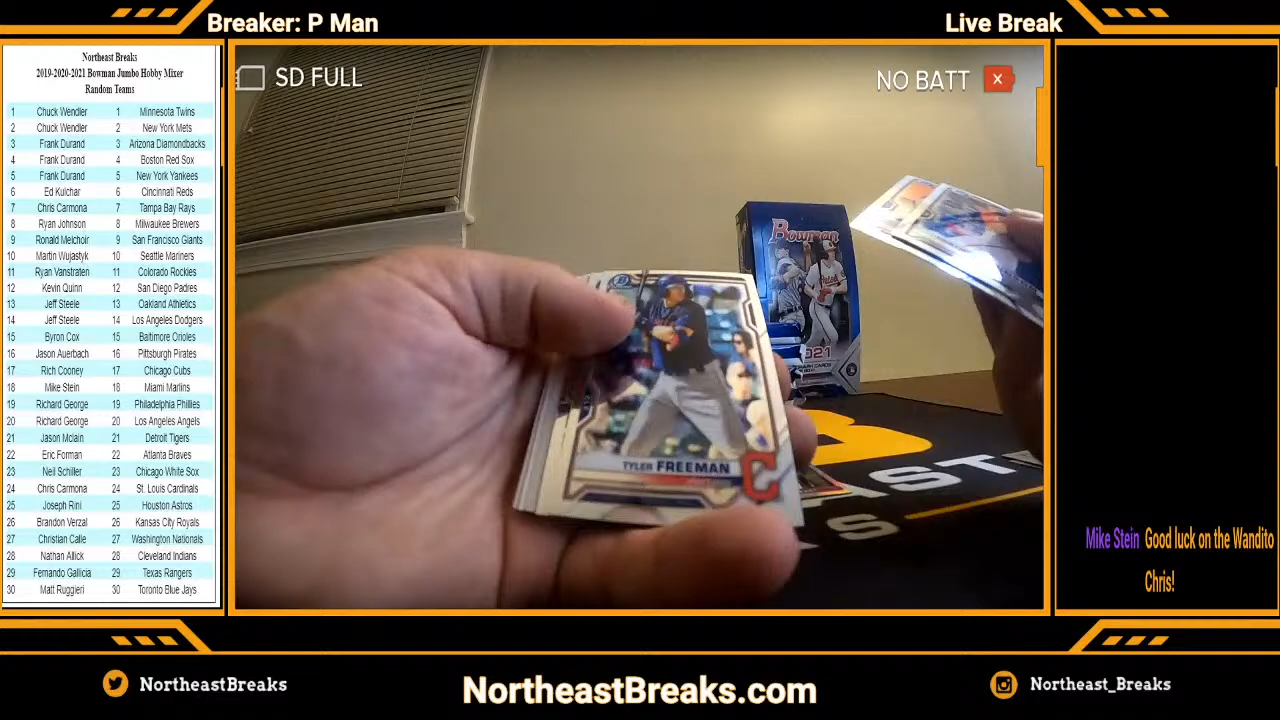 Breaker: P Man
Live Break
Northeast Breaks
2019-2020-2021 Bowman Jumbo Hobby Mixer
Random Teams
1 Chuck Wendler 1 Minnesota Twins
2 Chuck Wendler 2 New York Mets
3 Frank Durand 3 Arizona Diamondbacks
4 Frank Durand 4 Boston Red Sox
5 Frank Durand 5 New York Yankees
6 Ed Kulchar 6 Cincinnati Reds
7 Chris Carmona 7 Tampa Bay Rays
8 Ryan Johnson 8 Milwaukee Brewers
9 Ronald Melchoir 9 San Francisco Giants
10 Martin Wujastyk 10 Seattle Mariners
11 Ryan Vanstraten 11 Colorado Rockies
12 Kevin Quinn 12 San Diego Padres
13 Jeff Steele 13 Oakland Athletics
14 Jeff Steele 14 Los Angeles Dodgers
15 Byron Cox 15 Baltimore Orioles
16 Jason Auerbach 16 Pittsburgh Pirates
17 Rich Cooney 17 Chicago Cubs
18 Mike Stein 18 Miami Marlins
19 Richard George 19 Philadelphia Phillies
20 Richard George 20 Los Angeles Angels
21 Jason Mclain 21 Detroit Tigers
22 Eric Forman 22 Atlanta Braves
23 Neil Schiller 23 Chicago White Sox
24 Chris Carmona 24 St. Louis Cardinals
25 Joseph Rini 25 Houston Astros
26 Brandon Verzal 26 Kansas City Royals
27 Christian Calle 27 Washington Nationals
28 Nathan Allick 28 Cleveland Indians
29 Fernando Gallicia 29 Texas Rangers
30 Matt Ruggieri 30 Toronto Blue Jays
SD FULL
NO BATT
Bowman
TYLER FREEMAN
C
Mike Stein Good luck on the Wandito
Chris!
NortheastBreaks
NortheastBreaks.com
Northeast_Breaks